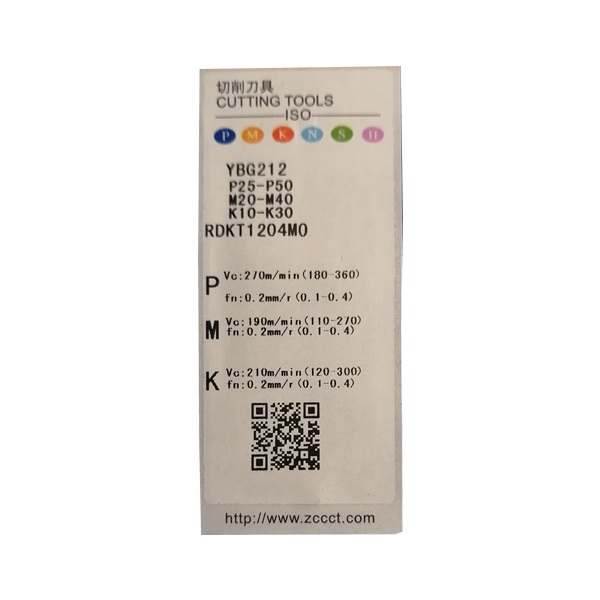 切削刀具
CUTTING TOOLS
ISO
P M K N S H
YBG212
P25-P50
M20-M40
K10-K30
RDKT1204MO
P Vc:270m/min(180-360)
fn:0.2mm/r(0.1-0.4)
M Vc:190m/min(110-270)
fn:0.2mm/r(0.1-0.4)
K Vc:210m/min(120-300)
fn:0.2mm/r(0.1-0.4)
http://www.zccct.com